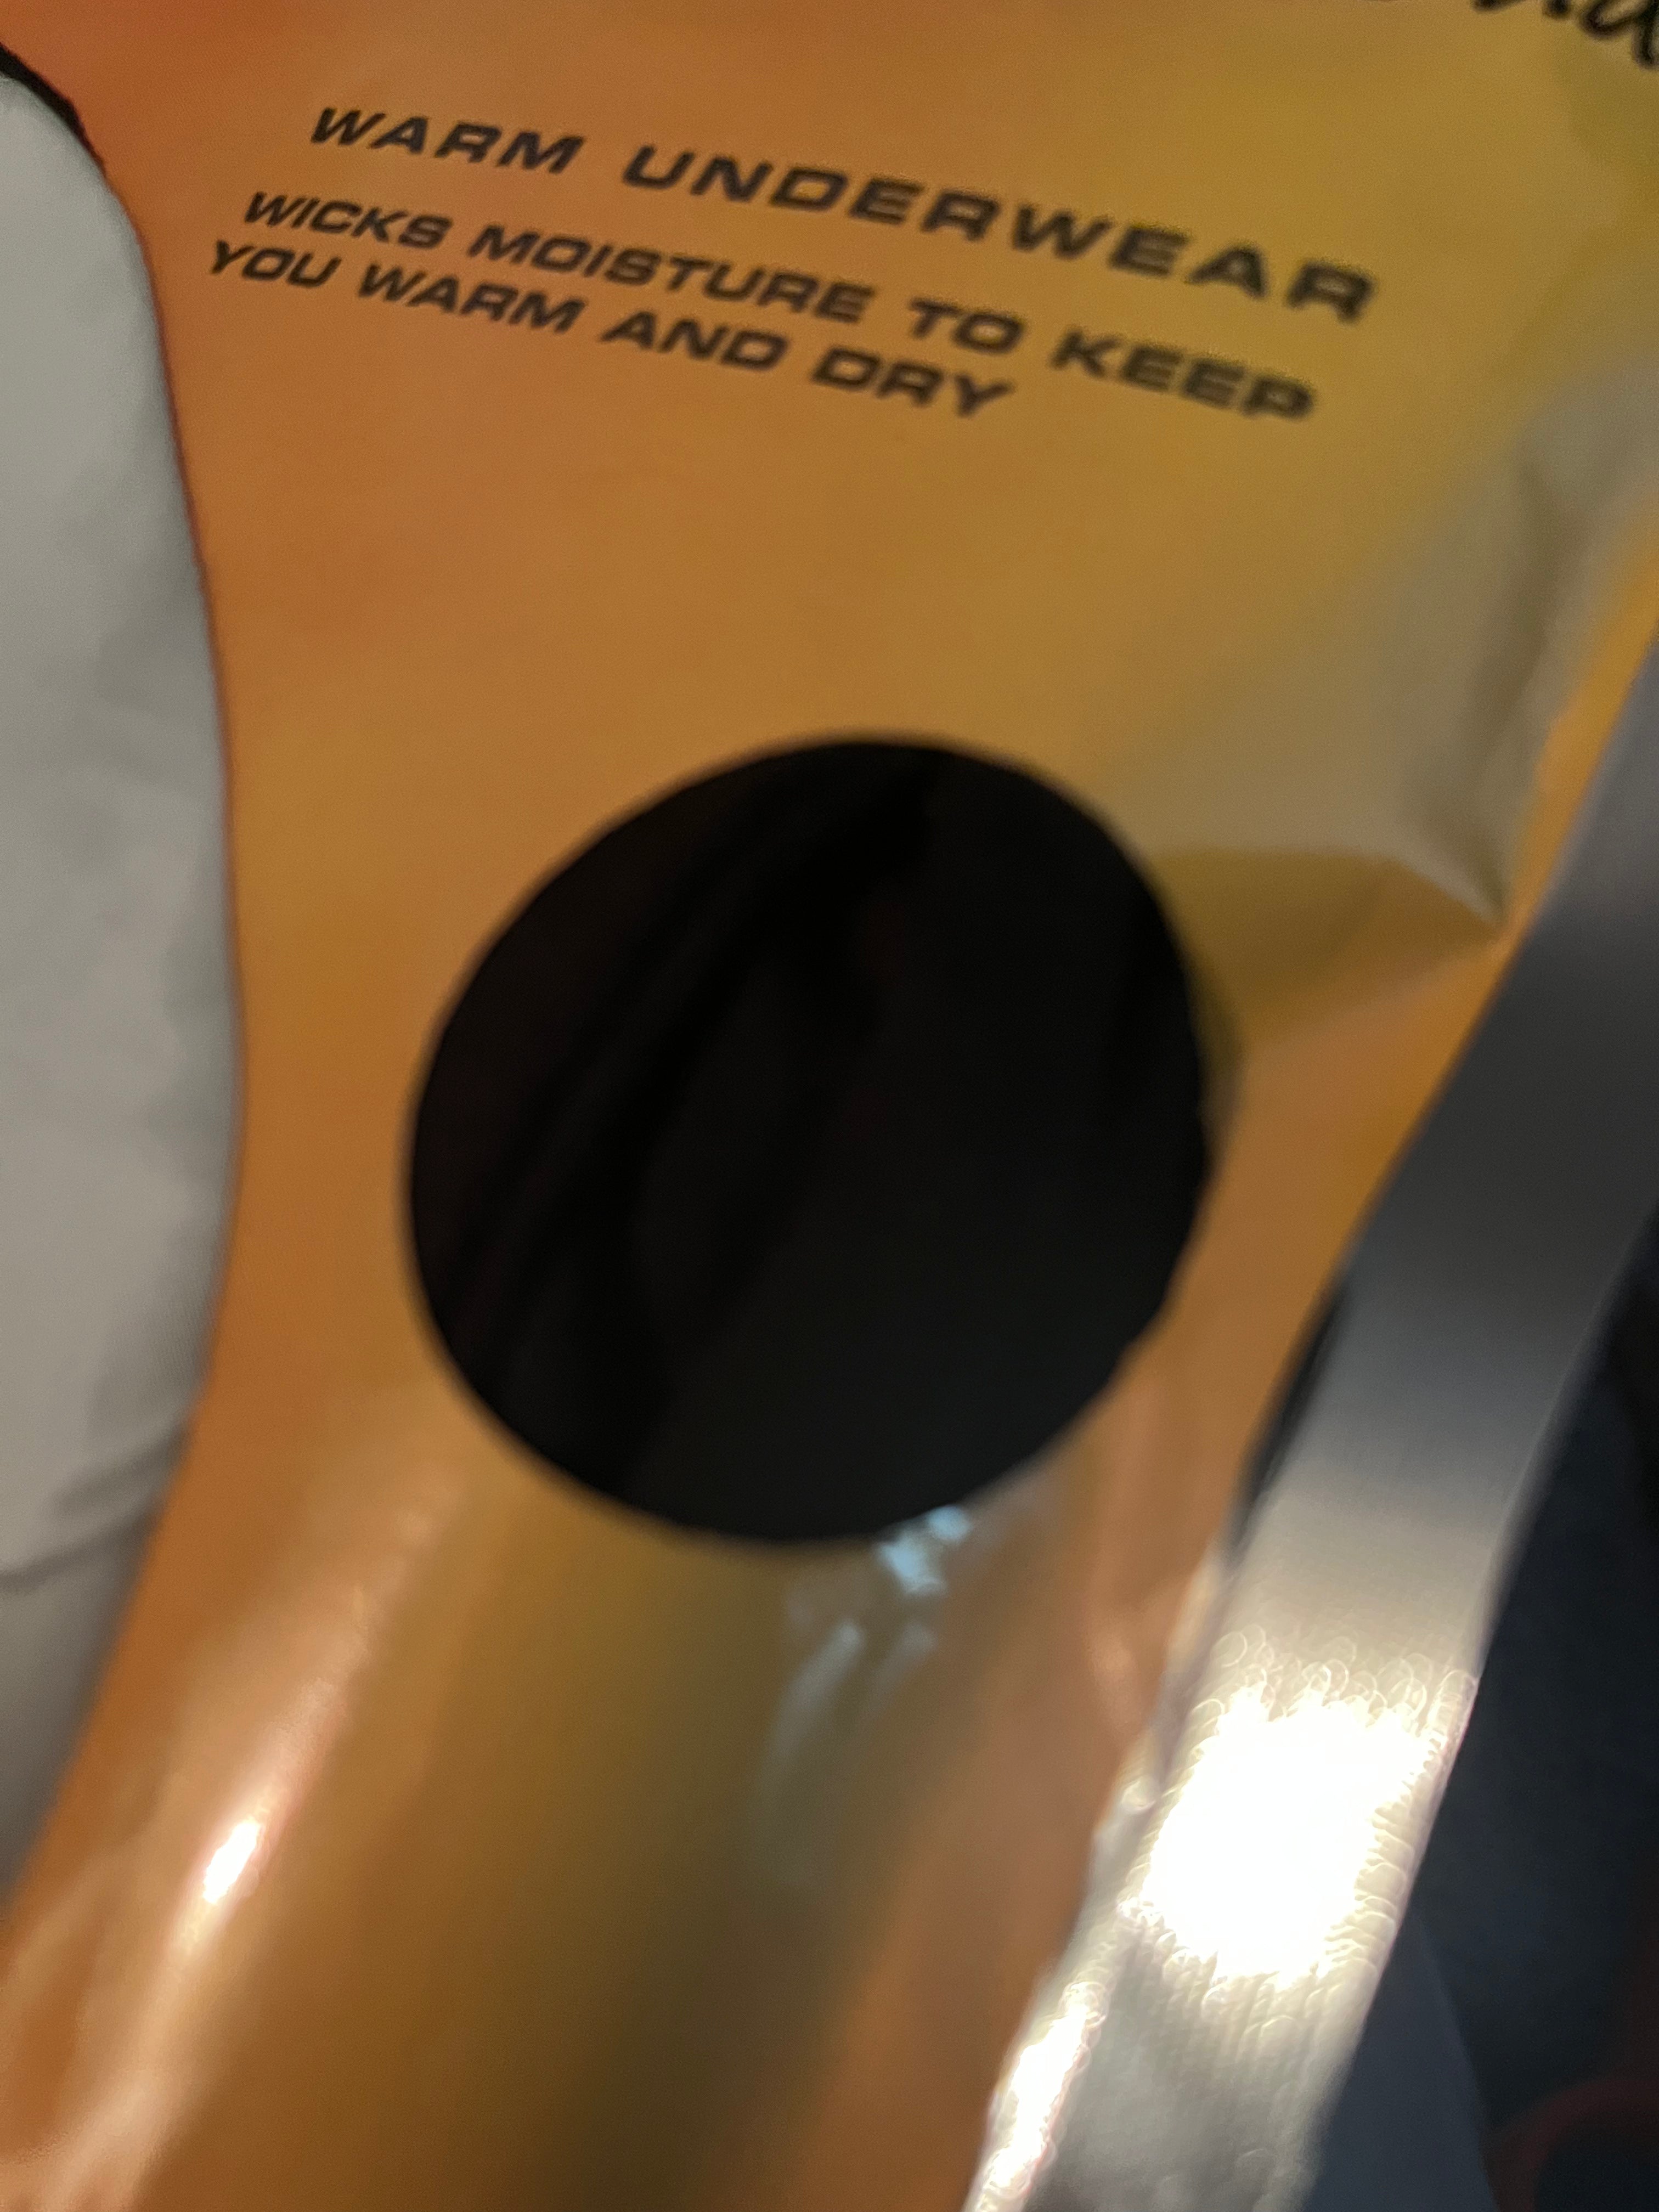 WARM UNDERWEAR
WICKS MOISTURE TO KEEP
YOU WARM AND DRY